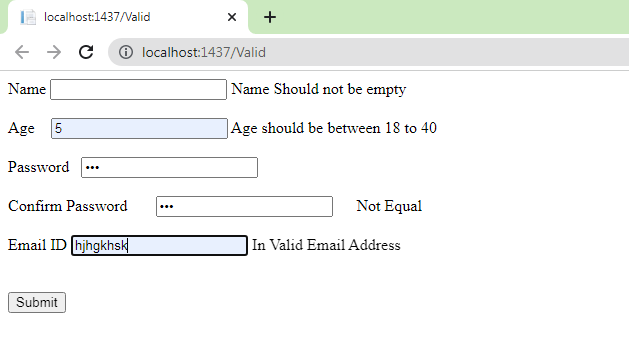 localhost:1437/Valid
localhost:1437/Valid
Name Name Should not be empty
Age 5 Age should be between 18 to 40
Password •••
Confirm Password ••• Not Equal
Email ID hjhgkhsk In Valid Email Address
Submit